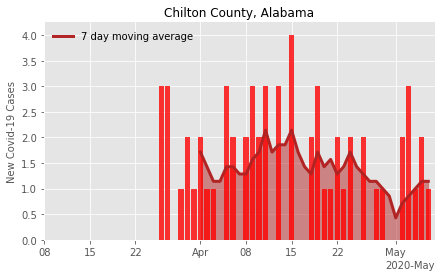 Chilton County, Alabama
7 day moving average
New Covid-19 Cases
4.0
3.5
3.0
2.5
2.0
1.5
1.0
0.5
0.0
08 15 22 Apr 08 15 22 May
2020-May